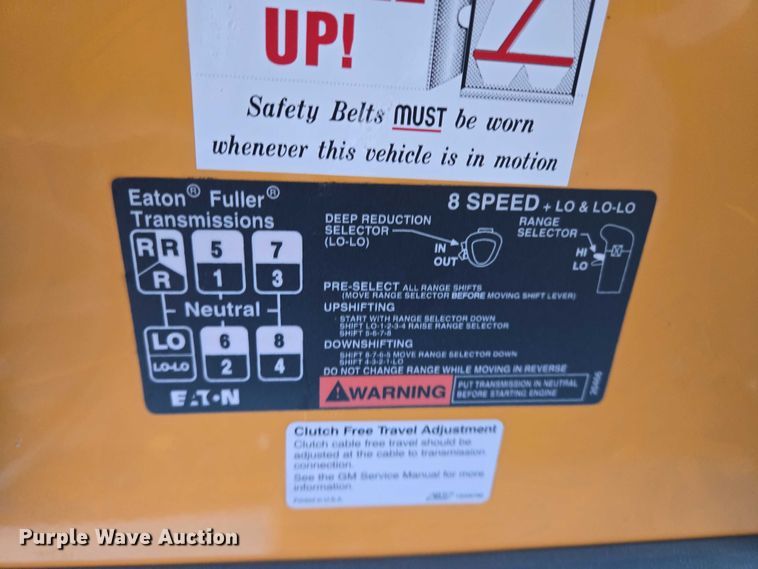 UP!
Safety Belts MUST be worn
whenever this vehicle is in motion
Eaton® Fuller®
Transmissions
8 SPEED + LO & LO-LO
R R 5 7
R 1 3
Neutral
LO 6 8
LO-LO 2 4
EATON
DEEP REDUCTION
SELECTOR
(LO-LO)
IN
OUT
RANGE
SELECTOR
HI
LO
PRE-SELECT ALL RANGE SHIFTS
(MOVE RANGE SELECTOR BEFORE MOVING SHIFT LEVER)
UPSHIFTING
START WITH RANGE SELECTOR DOWN
SHIFT LO-1-2-3-4 RAISE RANGE SELECTOR
SHIFT 5-6-7-8
DOWNSHIFTING
SHIFT 8-7-6-5 MOVE RANGE SELECTOR DOWN
SHIFT 4-3-2-1-LO
DO NOT CHANGE RANGE WHILE MOVING IN REVERSE
WARNING
PUT TRANSMISSION IN NEUTRAL
BEFORE STARTING ENGINE
Clutch Free Travel Adjustment
Clutch cable free travel should be
adjusted at the cable to transmission
connection.
See the GM Service Manual for more
information.
Printed in U.S.A.
Purple Wave Auction